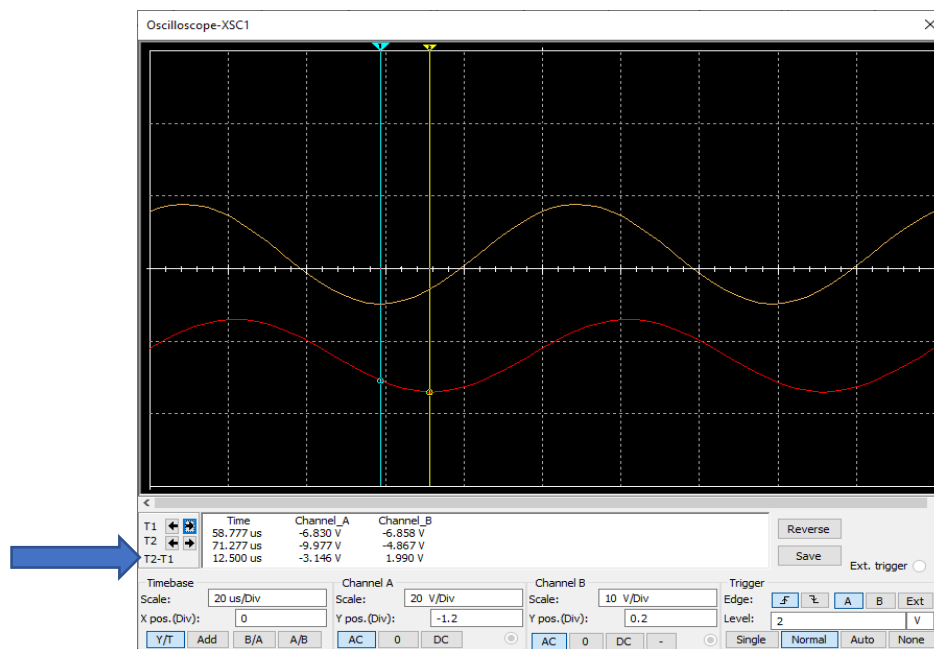 Oscilloscope-XSC1
1 2
Time Channel_A Channel_B
T1 58.777 us -6.830 V -6.858 V
T2 71.277 us -9.977 V -4.867 V
T2-T1 12.500 us -3.146 V 1.990 V
Reverse
Save
Ext. trigger
Timebase Channel A Channel B Trigger
Scale: 20 us/Div Scale: 20 V/Div Scale: 10 V/Div Edge: A B Ext
X pos.(Div): 0 Y pos.(Div): -1.2 Y pos.(Div): 0.2 Level: 2 V
Y/T Add B/A A/B AC 0 DC AC 0 DC - Single Normal Auto None